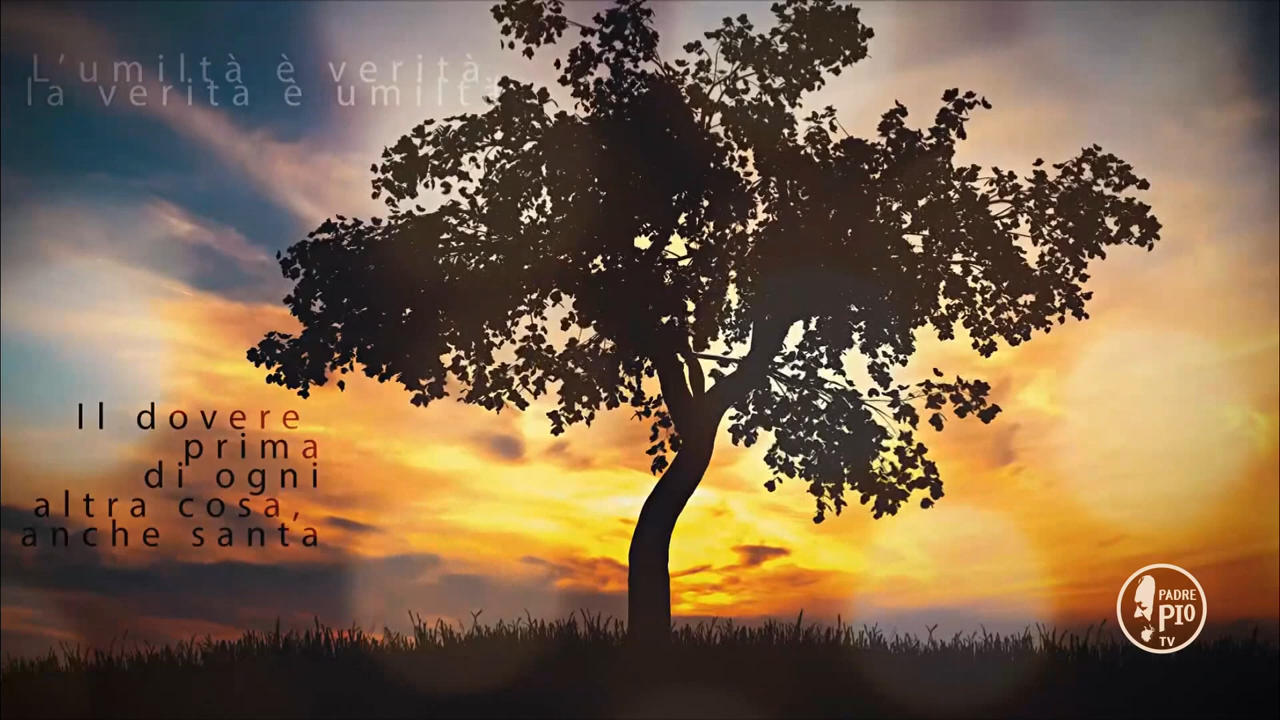 L'umiltà è verità,
la verità è umiltà
Il dovere
prima
di ogni
altra cosa,
anche santa
PADRE
PIO
TV